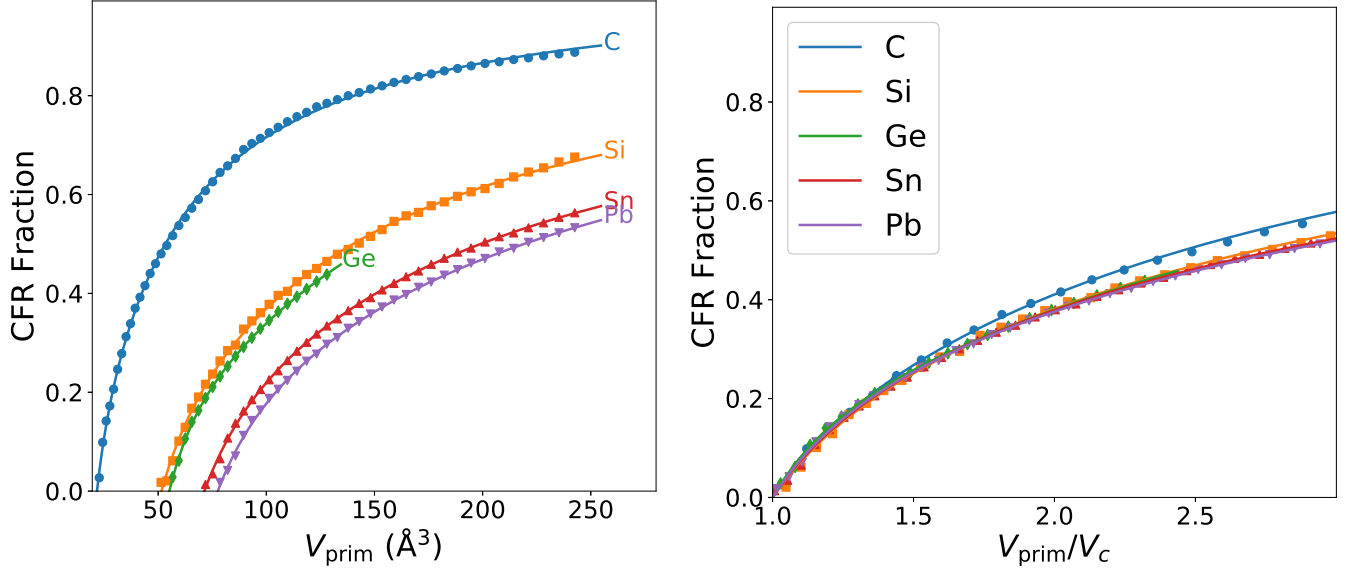 CFR Fraction
0.8
0.6
0.4
0.2
0.0
50
100
150
200
250
V_prim (Å³)
C
Si
Ge
Sn
Pb
CFR Fraction
0.8
0.6
0.4
0.2
0.0
1.0
1.5
2.0
2.5
V_prim/V_c
C
Si
Ge
Sn
Pb